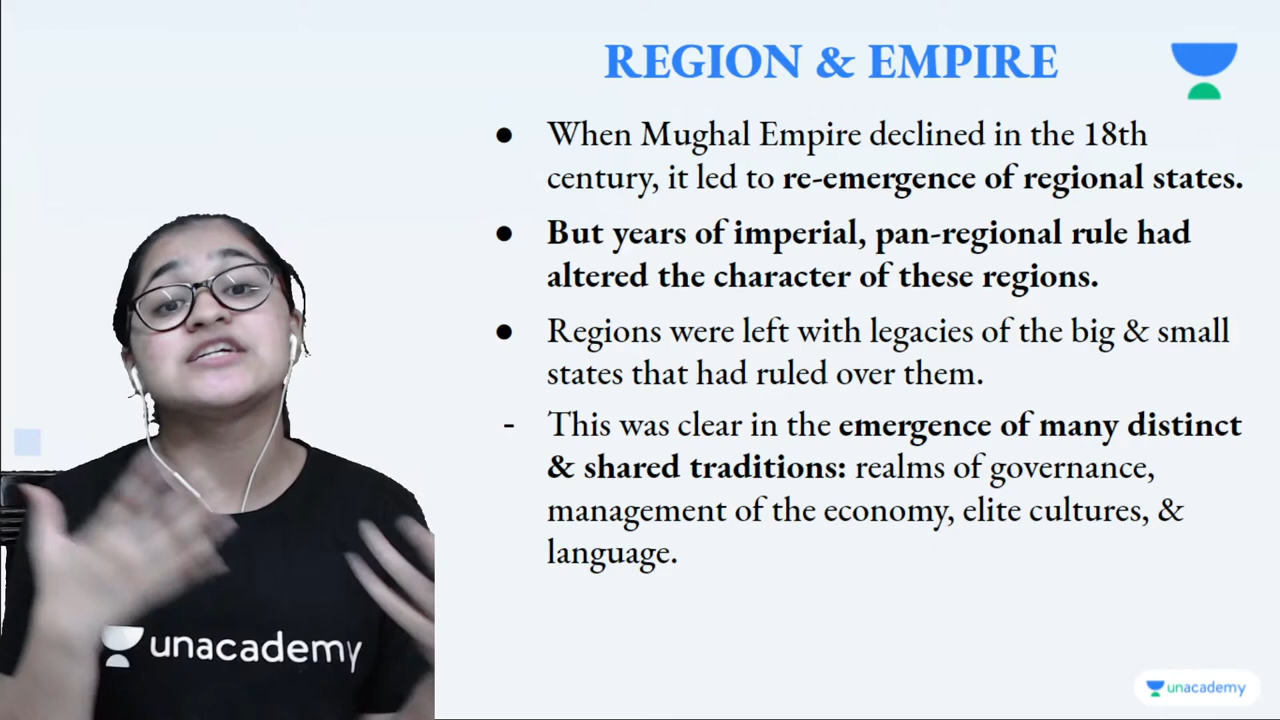 REGION & EMPIRE
● When Mughal Empire declined in the 18th
century, it led to re-emergence of regional states.
● But years of imperial, pan-regional rule had
altered the character of these regions.
● Regions were left with legacies of the big & small
states that had ruled over them.
- This was clear in the emergence of many distinct
& shared traditions: realms of governance,
management of the economy, elite cultures, &
language.
unacademy
unacademy